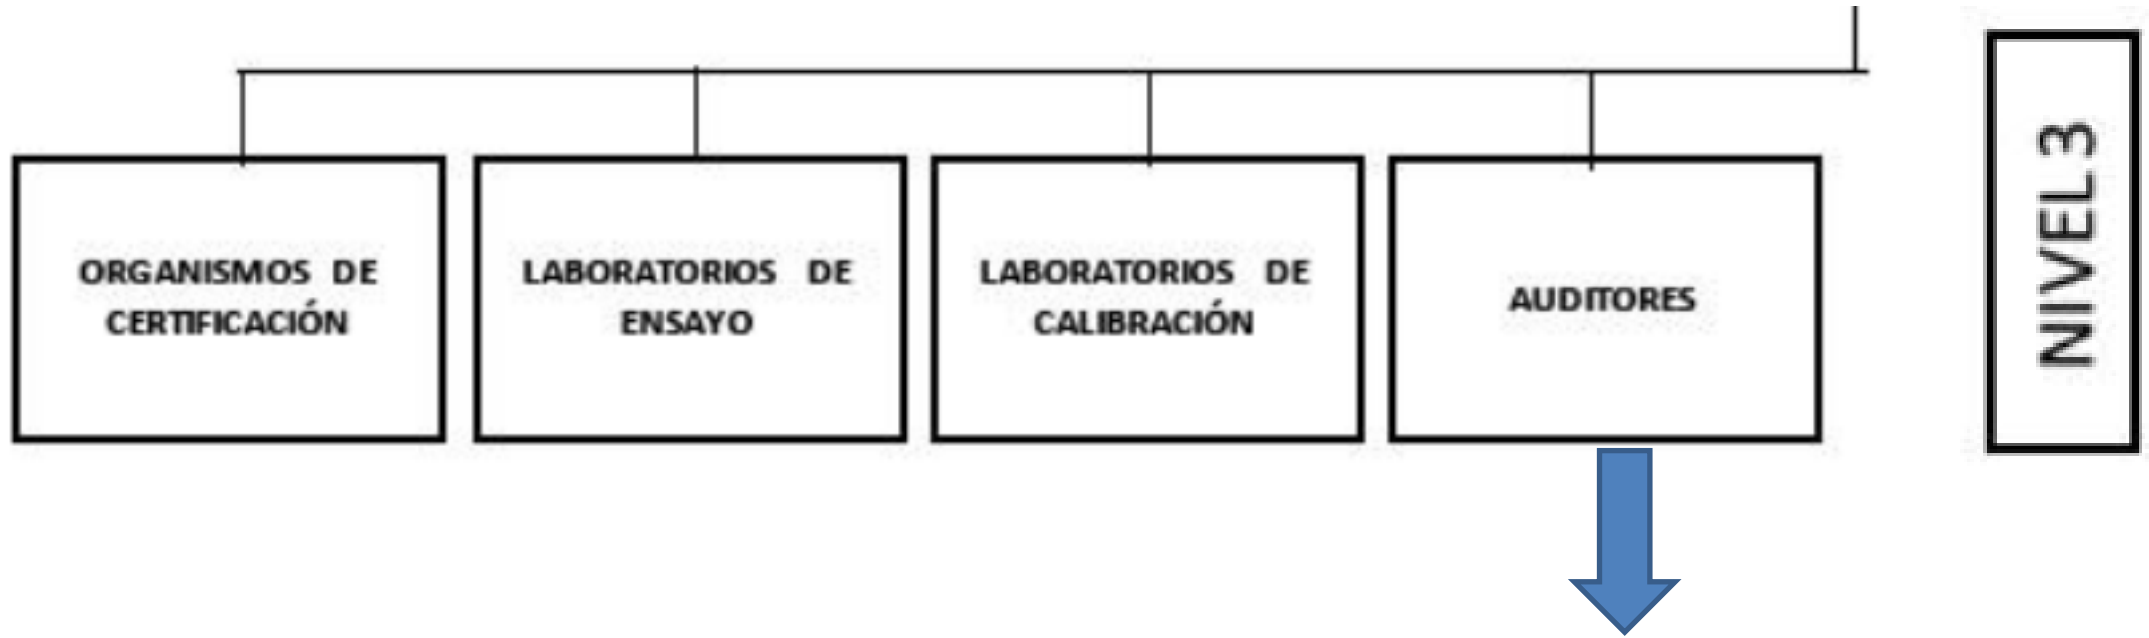 ORGANISMOS DE
CERTIFICACIÓN
LABORATORIOS DE
ENSAYO
LABORATORIOS DE
CALIBRACIÓN
AUDITORES
NIVEL 3